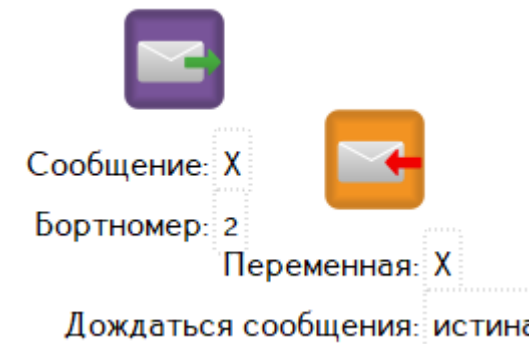 Сообщение: X
Бортномер: 2
Переменная: X
Дождаться сообщения: истина